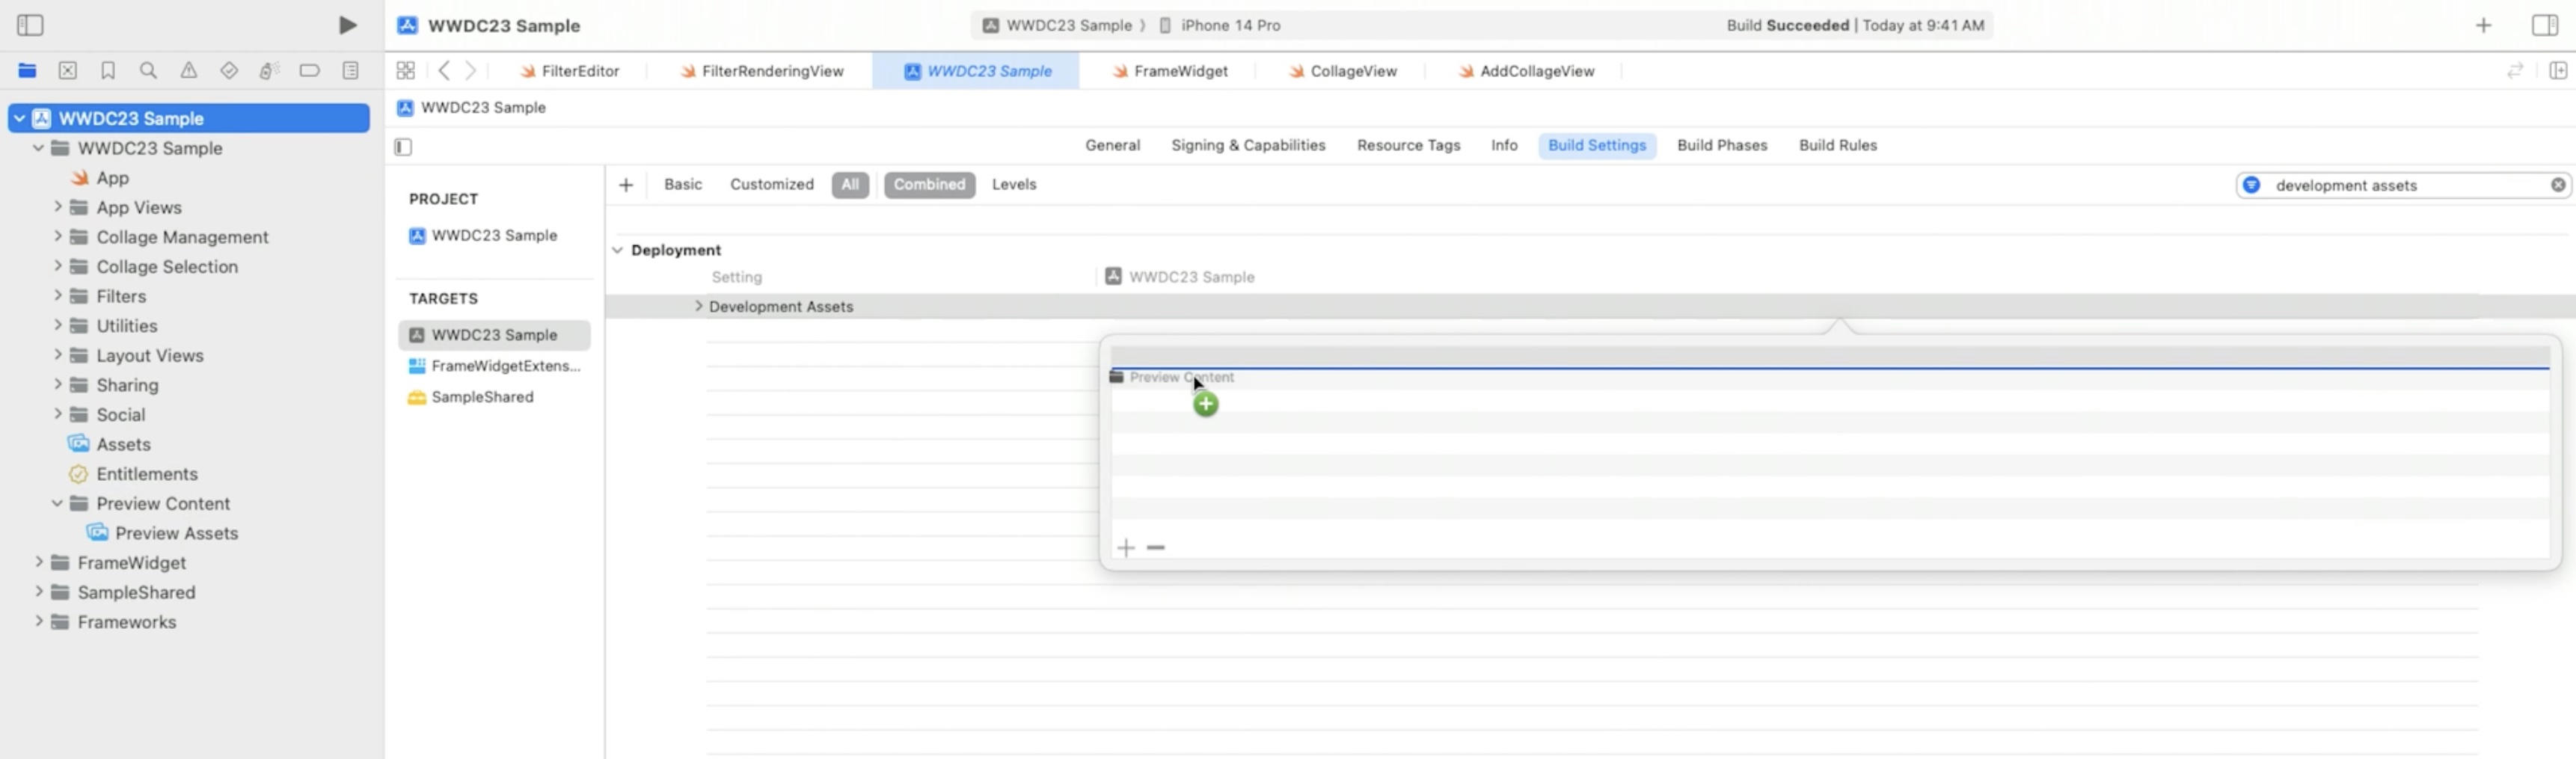 WWDC23 Sample
WWDC23 Sample ⟩ iPhone 14 Pro
Build Succeeded | Today at 9:41 AM
FilterEditor
FilterRenderingView
WWDC23 Sample
FrameWidget
CollageView
AddCollageView
WWDC23 Sample
WWDC23 Sample
App
App Views
Collage Management
Collage Selection
Filters
Utilities
Layout Views
Sharing
Social
Assets
Entitlements
Preview Content
Preview Assets
FrameWidget
SampleShared
Frameworks
WWDC23 Sample
General
Signing & Capabilities
Resource Tags
Info
Build Settings
Build Phases
Build Rules
PROJECT
WWDC23 Sample
TARGETS
WWDC23 Sample
FrameWidgetExtens...
SampleShared
Basic
Customized
All
Combined
Levels
development assets
Deployment
Setting
WWDC23 Sample
Development Assets
Preview Content